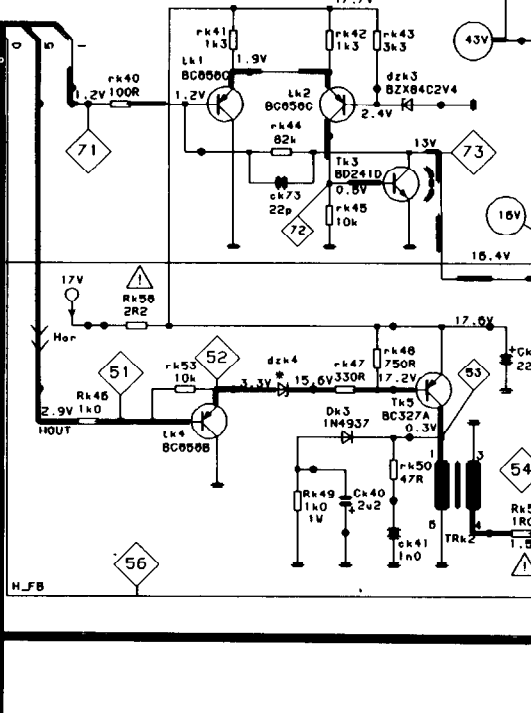 rk41
1k3
rk42
1k3
rk43
3k3
43V
tk1
BC858C
1.9V
tk2
BC858C
dzk3
BZX84C2V4
rk40
100R
1.2V
1.2V
2.4V
71
rk44
82k
13V
73
Tk3
BD241D
0.6V
ck73
22p
72
rk45
10k
16V
16.4V
17V
Rk58
2R2
17.6V
Hor
51
52
rk53
10k
dzk4
*
rk47
330R
rk48
750R
53
3.3V
15.6V
17.2V
Tk5
BC327A
0.3V
2.9V
HOUT
Rk46
1k0
tk4
BC858B
Dk3
1N4937
1
3
54
rk50
47R
Rk49
1k0
1W
Ck40
2u2
5
4
TRk2
ck41
1n0
56
H_FB